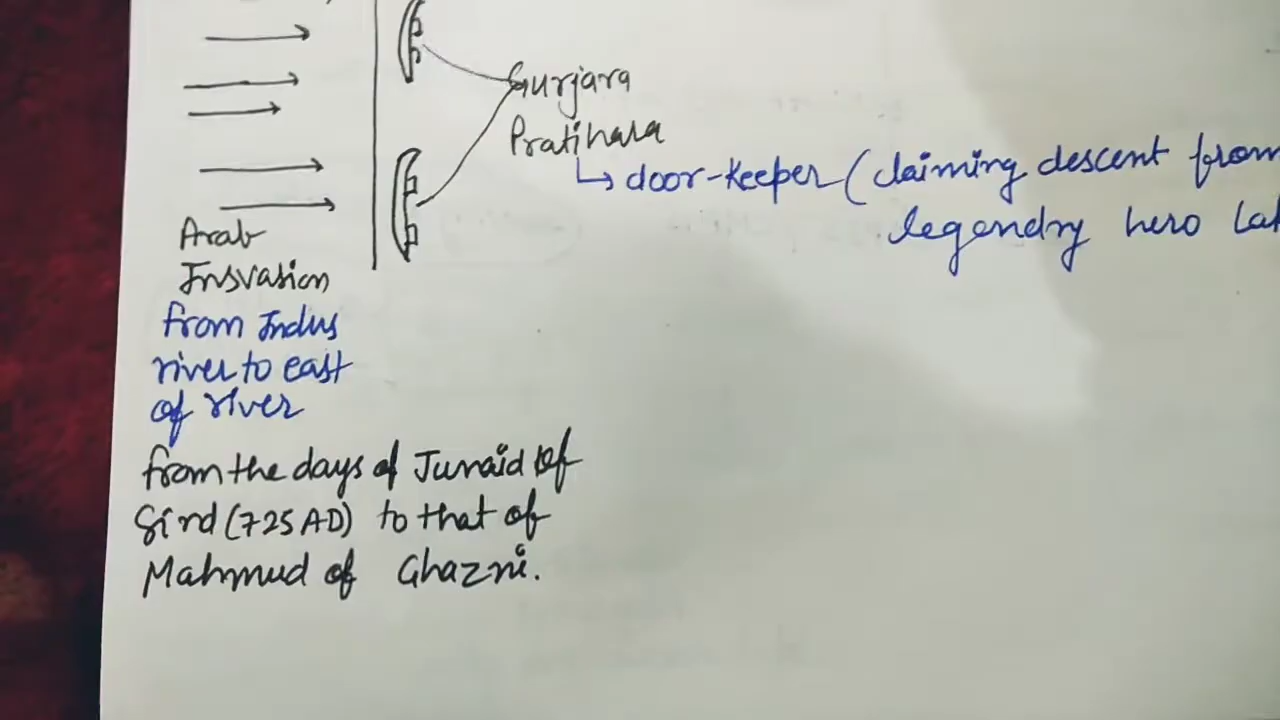 Gurjara
Pratihara
door-keeper (claiming descent from
legendry hero
Arab
Insvasion
from Indus
river to east
of river
from the days of Junaid of
Sind (725 AD) to that of
Mahmud of Ghazni.